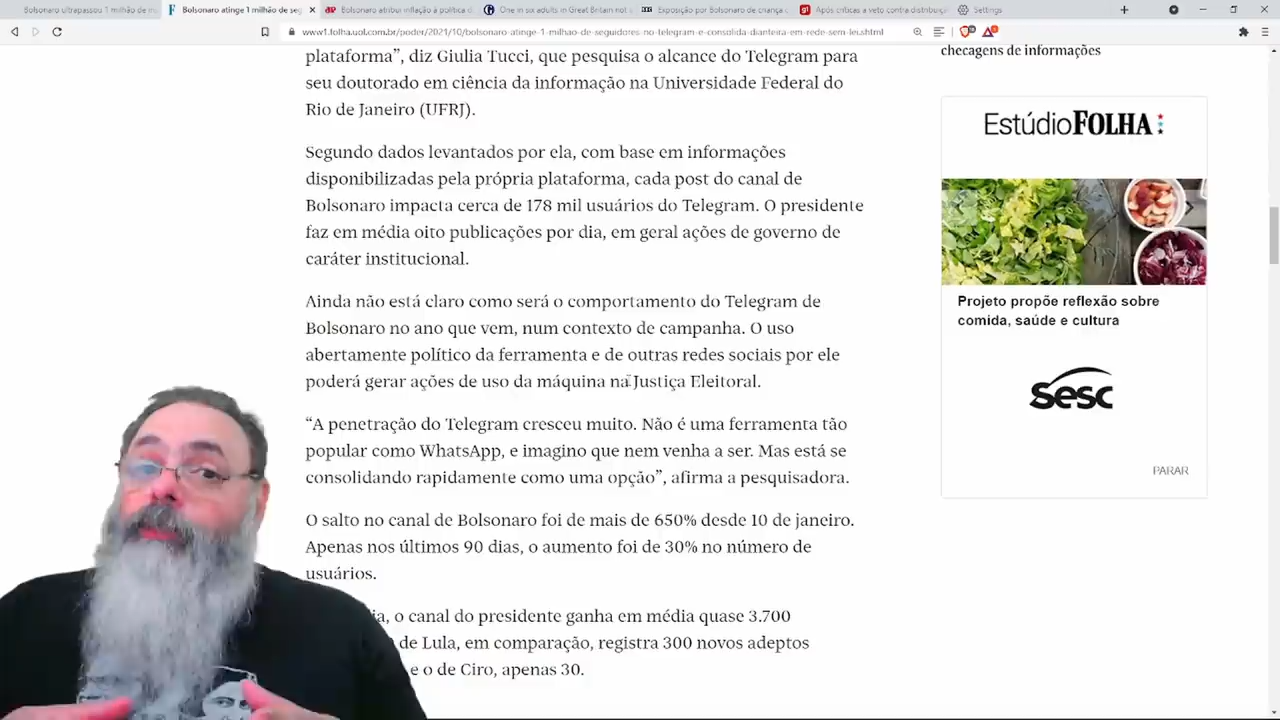 Bolsonaro ultrapassou 1 milhão de in
Bolsonaro atinge 1 milhão de seg
Bolsonaro atribui inflação à política d
One in six adults in Great Britain not
Exposição por Bolsonaro de criança c
Após críticas a veto contra distribuiç
Settings
www1.folha.uol.com.br/poder/2021/10/bolsonaro-atinge-1-milhao-de-seguidores-no-telegram-e-consolida-dianteira-em-rede-sem-lei.shtml
plataforma”, diz Giulia Tucci, que pesquisa o alcance do Telegram para
seu doutorado em ciência da informação na Universidade Federal do
Rio de Janeiro (UFRJ).
Segundo dados levantados por ela, com base em informações
disponibilizadas pela própria plataforma, cada post do canal de
Bolsonaro impacta cerca de 178 mil usuários do Telegram. O presidente
faz em média oito publicações por dia, em geral ações de governo de
caráter institucional.
Ainda não está claro como será o comportamento do Telegram de
Bolsonaro no ano que vem, num contexto de campanha. O uso
abertamente político da ferramenta e de outras redes sociais por ele
poderá gerar ações de uso da máquina na Justiça Eleitoral.
“A penetração do Telegram cresceu muito. Não é uma ferramenta tão
popular como WhatsApp, e imagino que nem venha a ser. Mas está se
consolidando rapidamente como uma opção”, afirma a pesquisadora.
O salto no canal de Bolsonaro foi de mais de 650% desde 10 de janeiro.
Apenas nos últimos 90 dias, o aumento foi de 30% no número de
usuários.
ia, o canal do presidente ganha em média quase 3.700
de Lula, em comparação, registra 300 novos adeptos
e o de Ciro, apenas 30.
checagens de informações
Estúdio FOLHA
Projeto propõe reflexão sobre
comida, saúde e cultura
Sesc
PARAR